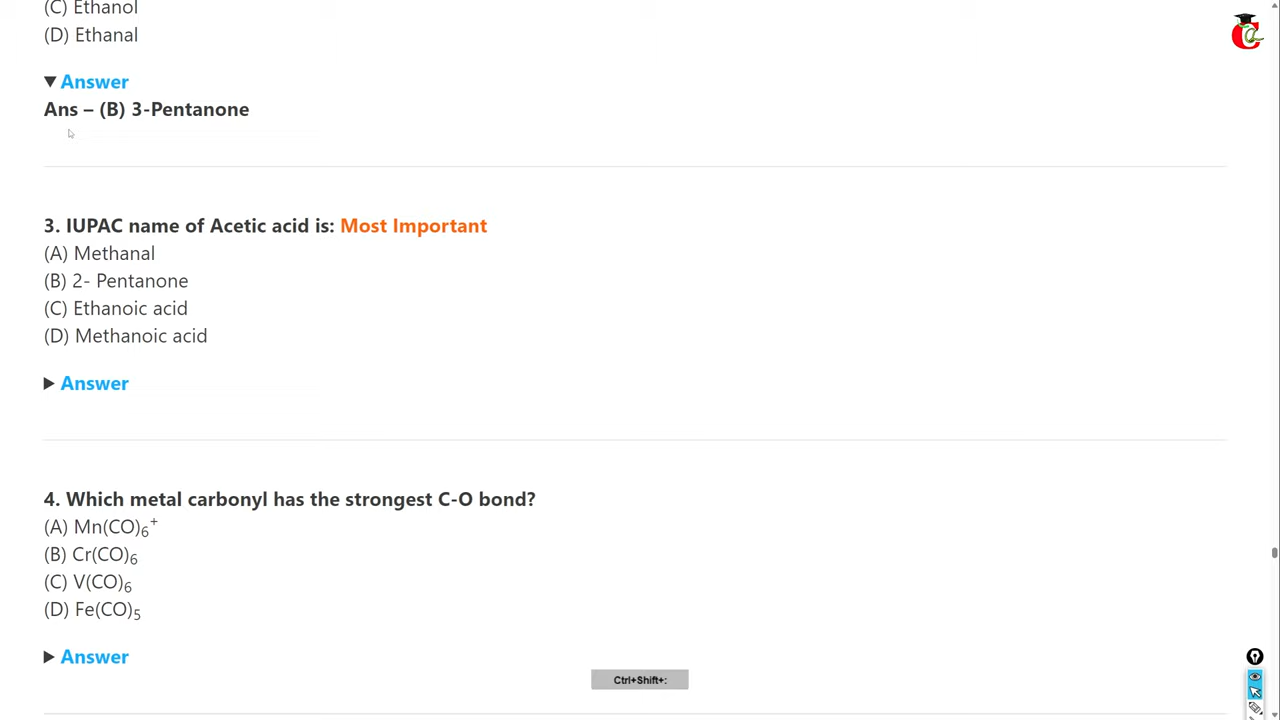 (C) Ethanol
(D) Ethanal
▼ Answer
Ans – (B) 3-Pentanone
3. IUPAC name of Acetic acid is: Most Important
(A) Methanal
(B) 2- Pentanone
(C) Ethanoic acid
(D) Methanoic acid
▶ Answer
4. Which metal carbonyl has the strongest C-O bond?
(A) Mn(CO)₆⁺
(B) Cr(CO)₆
(C) V(CO)₆
(D) Fe(CO)₅
▶ Answer
Ctrl+Shift+: